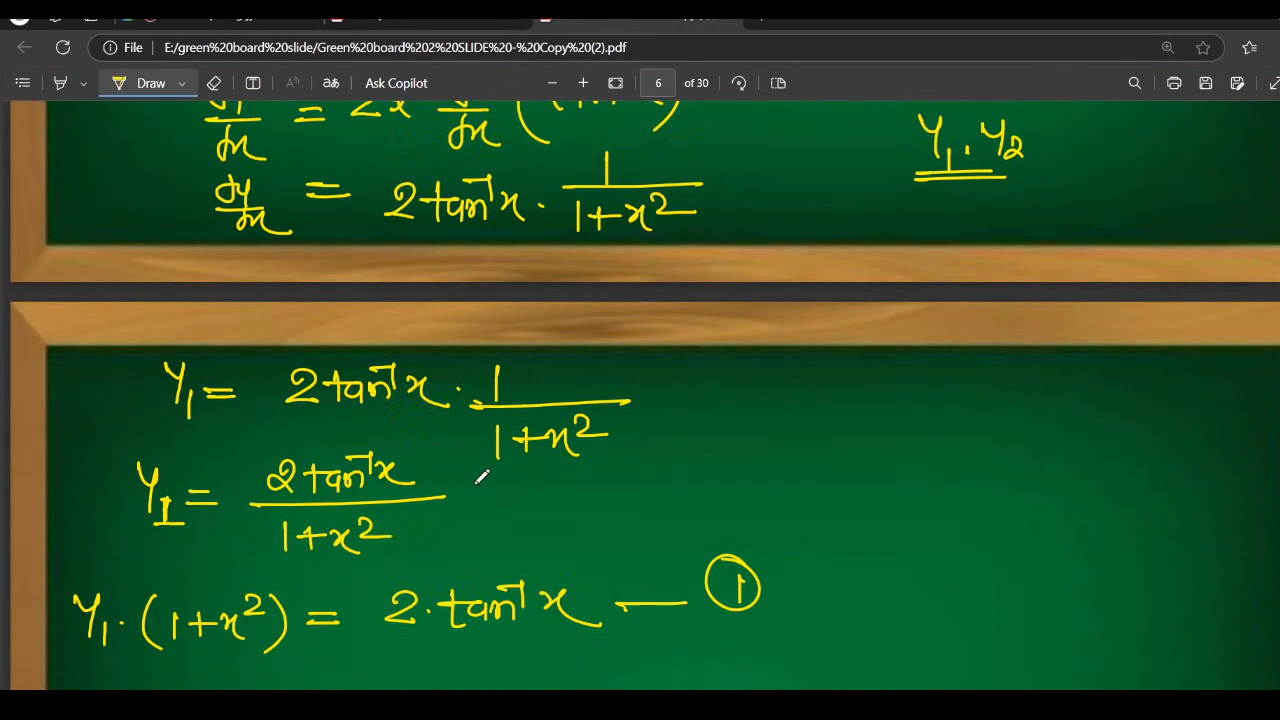 File E:/green%20board%20slide/Green%20board%202%20SLIDE%20-%20Copy%20(2).pdf
Draw Ask Copilot 6 of 30
dy/dx = 2 tan⁻¹x · 1/(1+x²)
y₁, y₂
y₁ = 2 tan⁻¹x · 1/(1+x²)
y₁ = 2 tan⁻¹x/(1+x²)
y₁·(1+x²) = 2·tan⁻¹x — ①